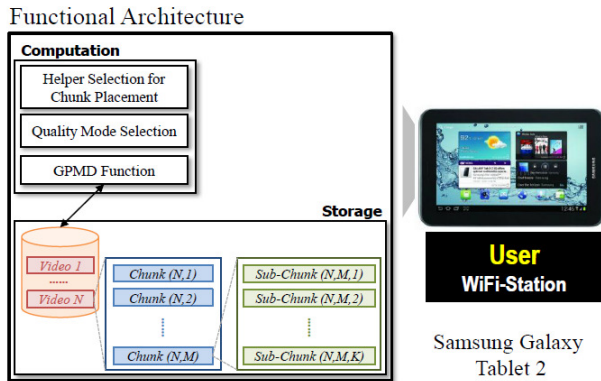 Functional Architecture
Computation
Helper Selection for
Chunk Placement
Quality Mode Selection
GPMD Function
Storage
Video 1
......
Video N
Chunk (N,1)
Chunk (N,2)
Chunk (N,M)
Sub-Chunk (N,M,1)
Sub-Chunk (N,M,2)
Sub-Chunk (N,M,K)
SAMSUNG
User
WiFi-Station
Samsung Galaxy
Tablet 2